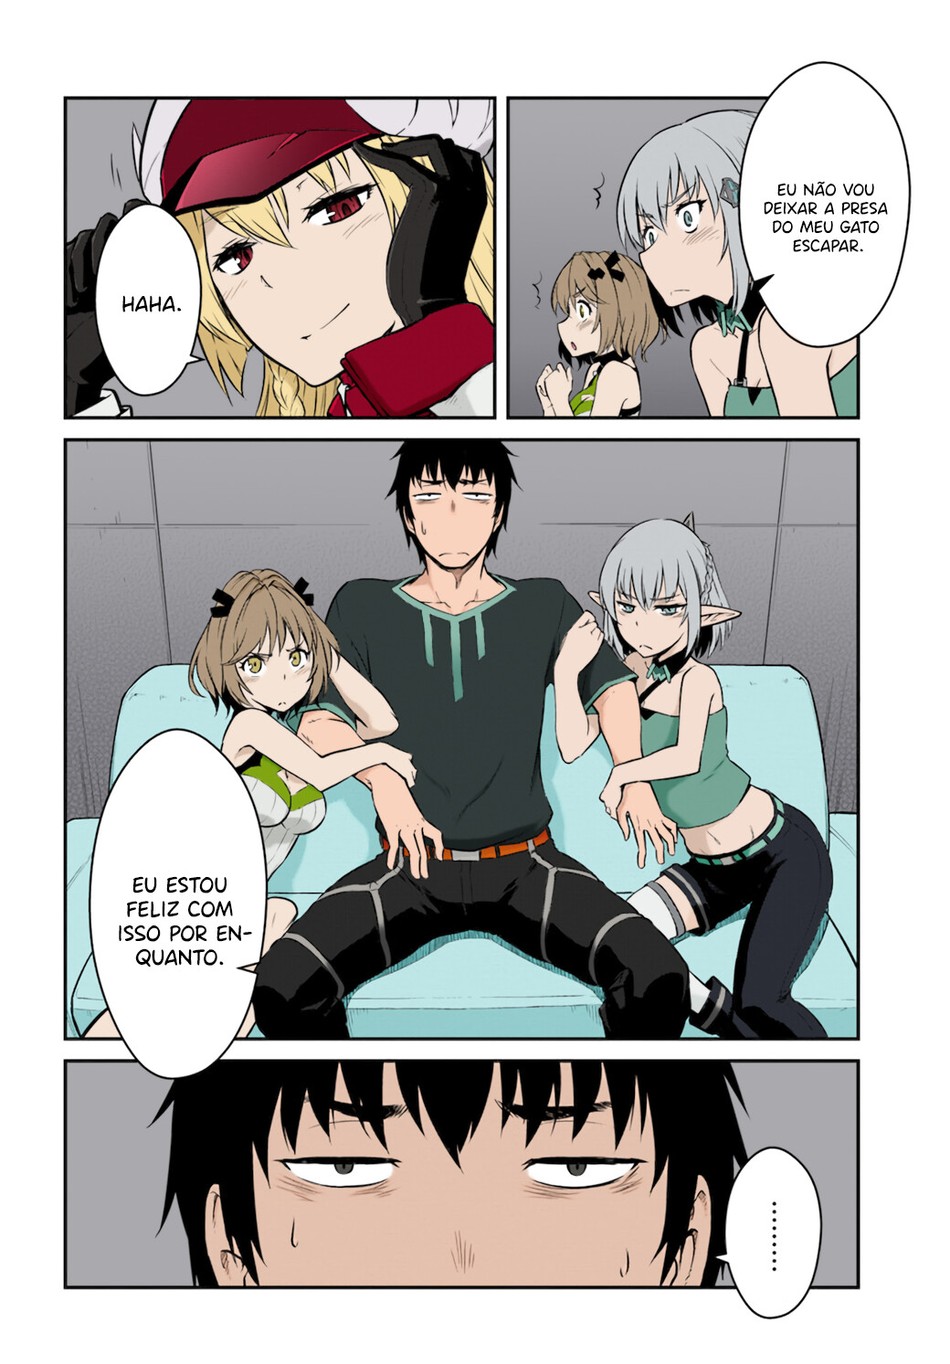 EU NÃO VOU
DEIXAR A PRESA
DO MEU GATO
ESCAPAR.
HAHA.
EU ESTOU
FELIZ COM
ISSO POR EN-
QUANTO.
..........